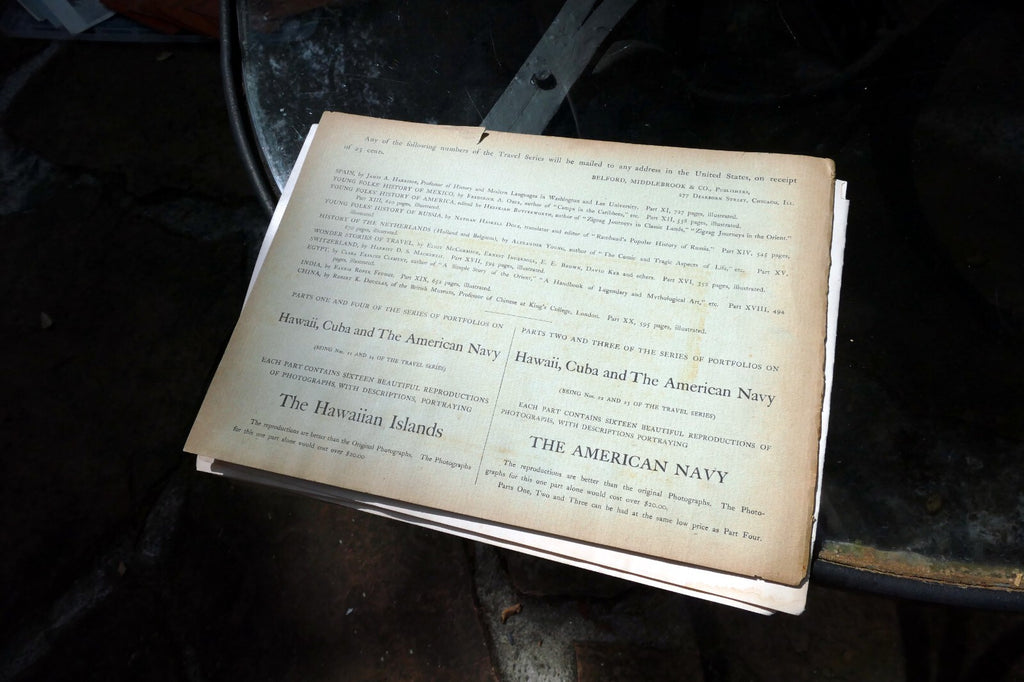 Any of the following numbers of the Travel Series will be mailed to any address in the United States, on receipt
of 25 cents.
BELFORD, MIDDLEBROOK & CO., Publishers,
277 Dearborn Street, Chicago, Ill.
SPAIN, by James A. Harrison, Professor of History and Modern Languages in Washington and Lee University. Part XI, 727 pages, illustrated.
YOUNG FOLKS' HISTORY OF MEXICO, by Frederick A. Ober, author of "Camps in the Caribbees," etc. Part XII, 558 pages, illustrated.
YOUNG FOLKS' HISTORY OF AMERICA, edited by Hezekiah Butterworth, author of "Zigzag Journeys in Classic Lands," "Zigzag Journeys in the Orient."
Part XIII, pages, illustrated.
YOUNG FOLKS' HISTORY OF RUSSIA, by Nathan Haskell Dole, translator and editor of "Rambaud's Popular History of Russia." Part XIV, 545 pages,
illustrated.
HISTORY OF THE NETHERLANDS (Holland and Belgium), by Alexander Young, author of "The Comic and Tragic Aspects of Life," etc. Part XV,
pages, illustrated.
WONDER STORIES OF TRAVEL, by Eliot McCormick, Ernest Ingersoll, E. E. Brown, David Ker and others. Part XVI, 252 pages, illustrated.
SWITZERLAND, by Harriet D. S. Mackenzie. Part XVII, pages, illustrated.
EGYPT, by Clara Erskine Clement, author of "A Simple Story of the Orient," "A Handbook of Legendary and Mythological Art," etc. Part XVIII, 494
pages, illustrated.
INDIA, by Fannie Roper Feudge. Part XIX, 652 pages, illustrated.
CHINA, by Robert K. Douglas, of the British Museum, Professor of Chinese at King's College, London. Part XX, 595 pages, illustrated.
PARTS ONE AND FOUR OF THE SERIES OF PORTFOLIOS ON
Hawaii, Cuba and The American Navy
(BEING Nos. 21 AND 24 OF THE TRAVEL SERIES)
EACH PART CONTAINS SIXTEEN BEAUTIFUL REPRODUCTIONS
OF PHOTOGRAPHS, WITH DESCRIPTIONS, PORTRAYING
The Hawaiian Islands
The reproductions are better than the Original Photographs. The Photographs
for this one part alone would cost over $20.00
PARTS TWO AND THREE OF THE SERIES OF PORTFOLIOS ON
Hawaii, Cuba and The American Navy
(BEING Nos. 22 AND 23 OF THE TRAVEL SERIES)
EACH PART CONTAINS SIXTEEN BEAUTIFUL REPRODUCTIONS OF
PHOTOGRAPHS, WITH DESCRIPTIONS PORTRAYING
THE AMERICAN NAVY
The reproductions are better than the original Photographs. The Photo-
graphs for this one part alone would cost over $20.00.
Parts One, Two and Three can be had at the same low price as Part Four.